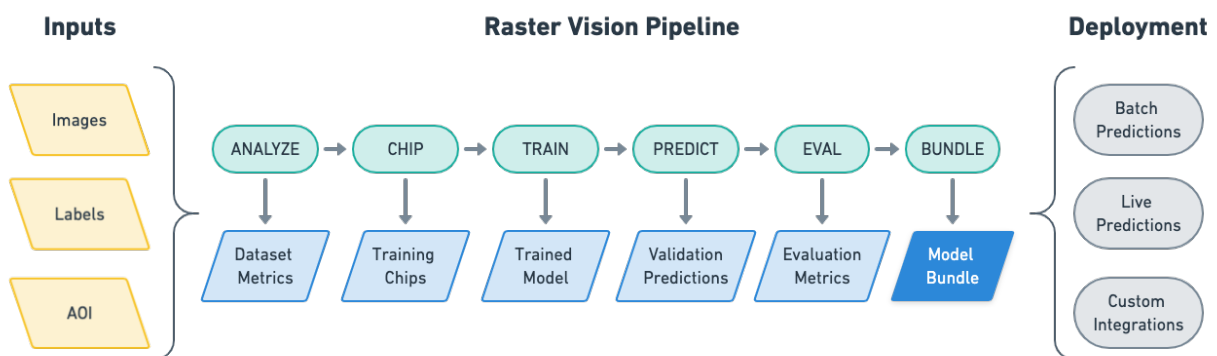 Inputs
Raster Vision Pipeline
Deployment
Images
Labels
AOI
ANALYZE
CHIP
TRAIN
PREDICT
EVAL
BUNDLE
Dataset
Metrics
Training
Chips
Trained
Model
Validation
Predictions
Evaluation
Metrics
Model
Bundle
Batch
Predictions
Live
Predictions
Custom
Integrations